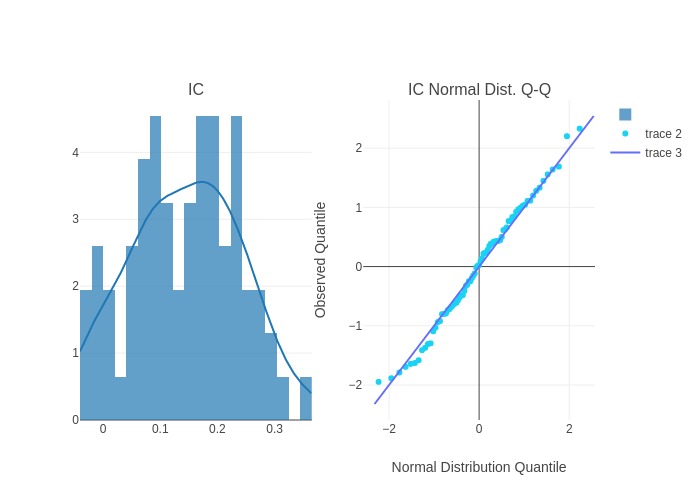 IC
IC Normal Dist. Q-Q
0
1
2
3
4
0
0.1
0.2
0.3
Observed Quantile
−2
−1
0
1
2
−2
0
2
Normal Distribution Quantile
trace 2
trace 3